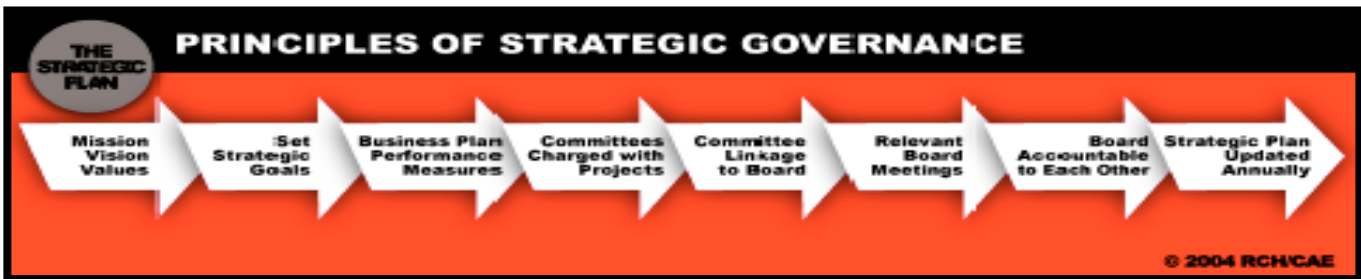 THE
STRATEGIC
PLAN
PRINCIPLES OF STRATEGIC GOVERNANCE
Mission
Vision
Values
Set
Strategic
Goals
Business Plan
Performance
Measures
Committees
Charged with
Projects
Committee
Linkage
to Board
Relevant
Board
Meetings
Board
Accountable
to Each Other
Strategic Plan
Updated
Annually
© 2004 RCH/CAE